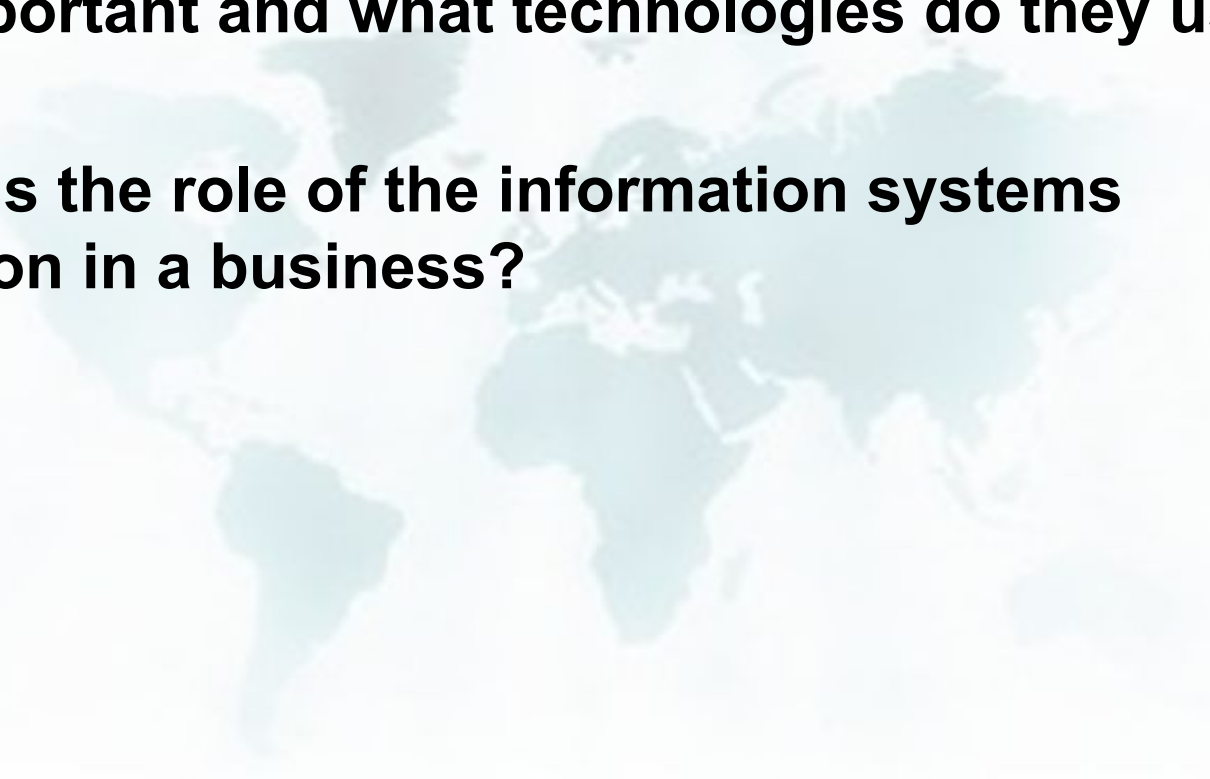 portant and what technologies do they u
s the role of the information systems
on in a business?